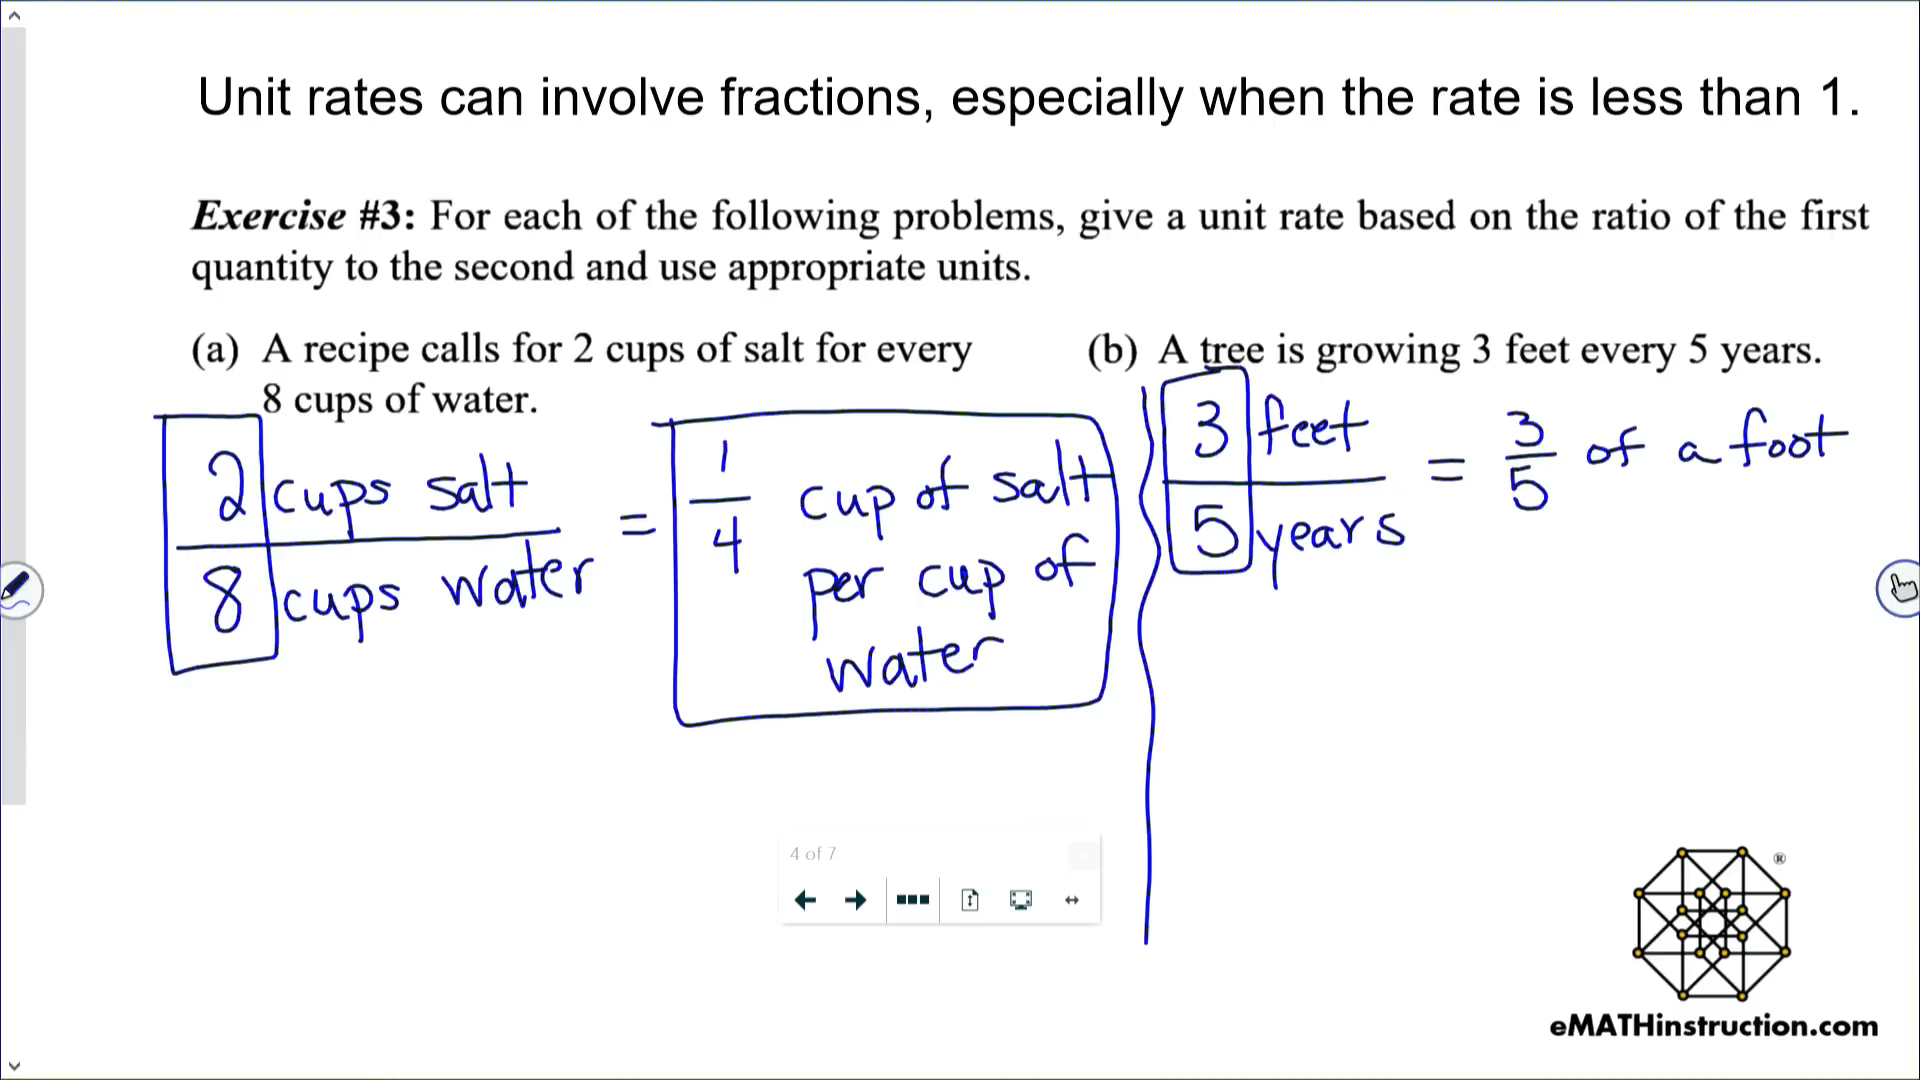 Unit rates can involve fractions, especially when the rate is less than 1.
Exercise #3: For each of the following problems, give a unit rate based on the ratio of the first
quantity to the second and use appropriate units.
(a) A recipe calls for 2 cups of salt for every
8 cups of water.
2 cups salt
8 cups water
=
1
4
cup of salt
per cup of
water
(b) A tree is growing 3 feet every 5 years.
3 feet
5 years
= 3/5 of a foot
4 of 7
®
eMATHinstruction.com